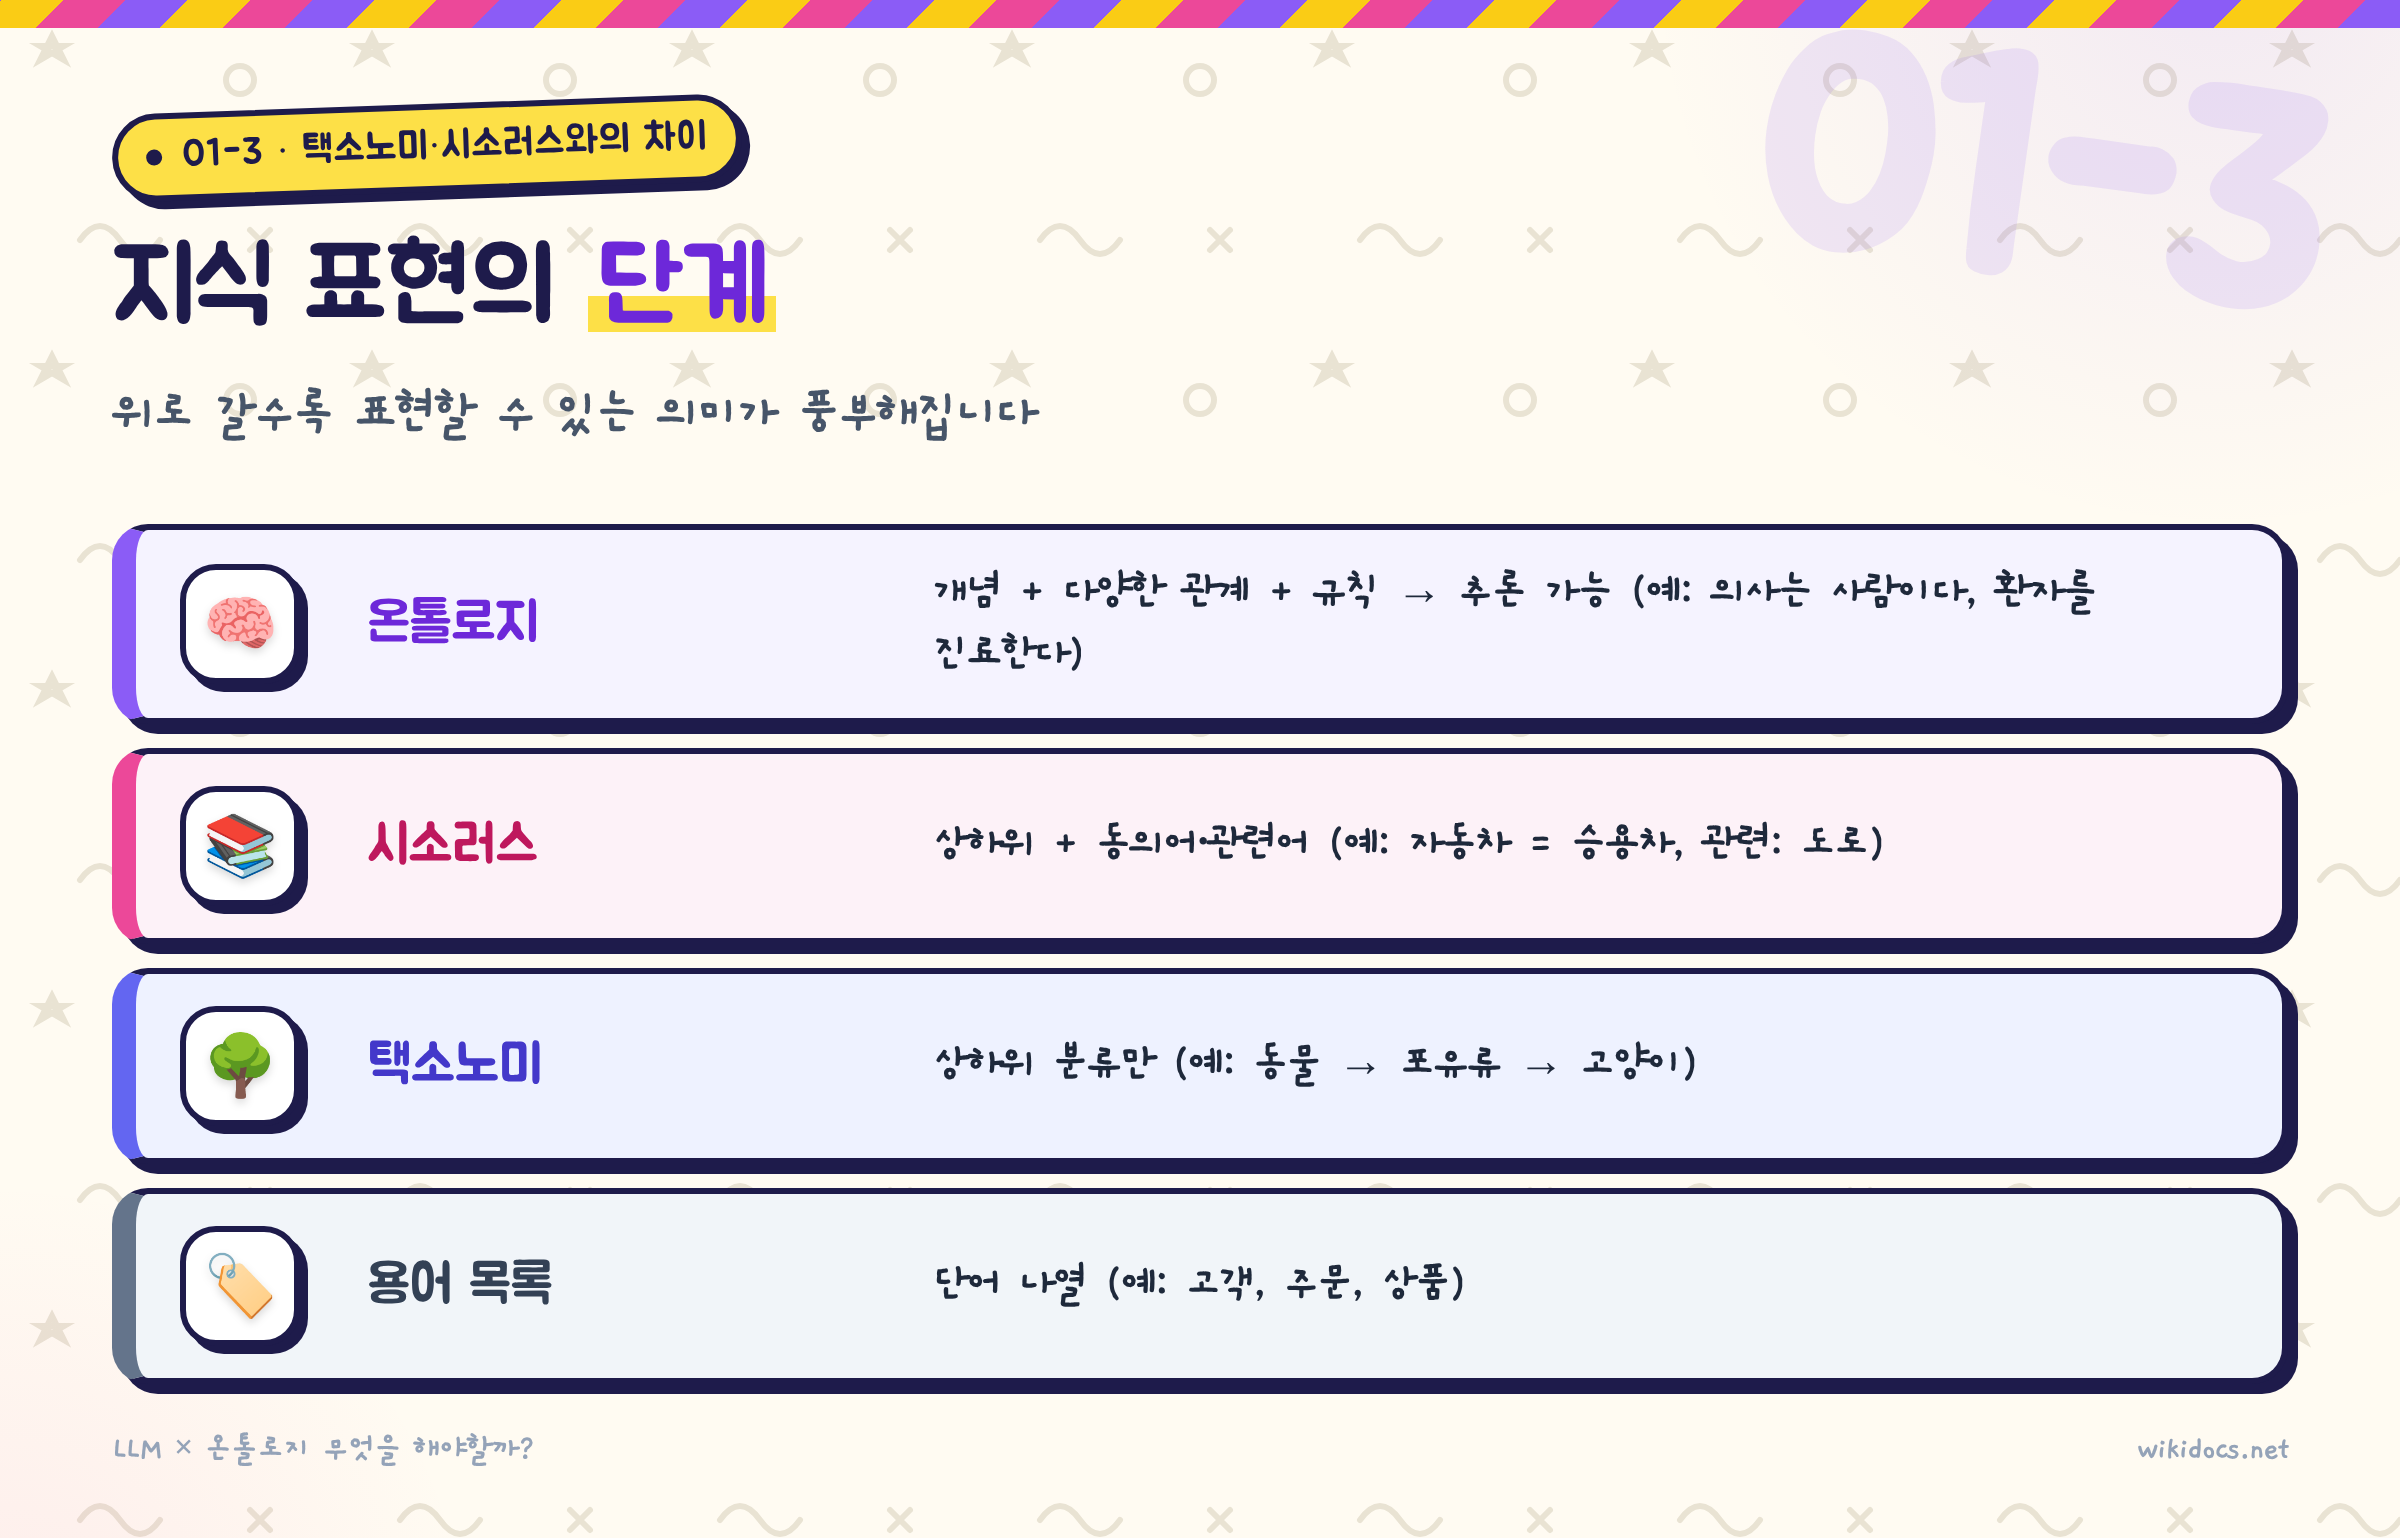 01-3
01-3 · 택소노미·시소러스와의 차이
지식 표현의 단계
위로 갈수록 표현할 수 있는 의미가 풍부해집니다
온톨로지
개념 + 다양한 관계 + 규칙 → 추론 가능 (예: 의사는 사람이다, 환자를
진료한다)
시소러스
상하위 + 동의어·관련어 (예: 자동차 = 승용차, 관련: 도로)
택소노미
상하위 분류만 (예: 동물 → 포유류 → 고양이)
용어 목록
단어 나열 (예: 고객, 주문, 상품)
LLM × 온톨로지 무엇을 해야할까?
wikidocs.net